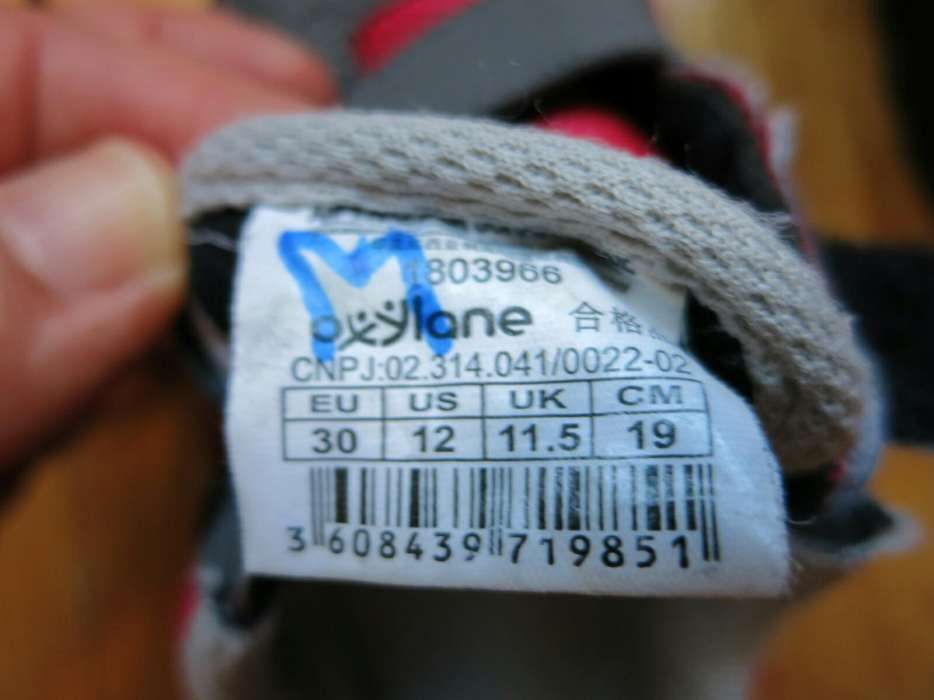 M
1803966
oxylane 合格
CNPJ:02.314.041/0022-02
EU US UK CM
30 12 11.5 19
3 608439 719851